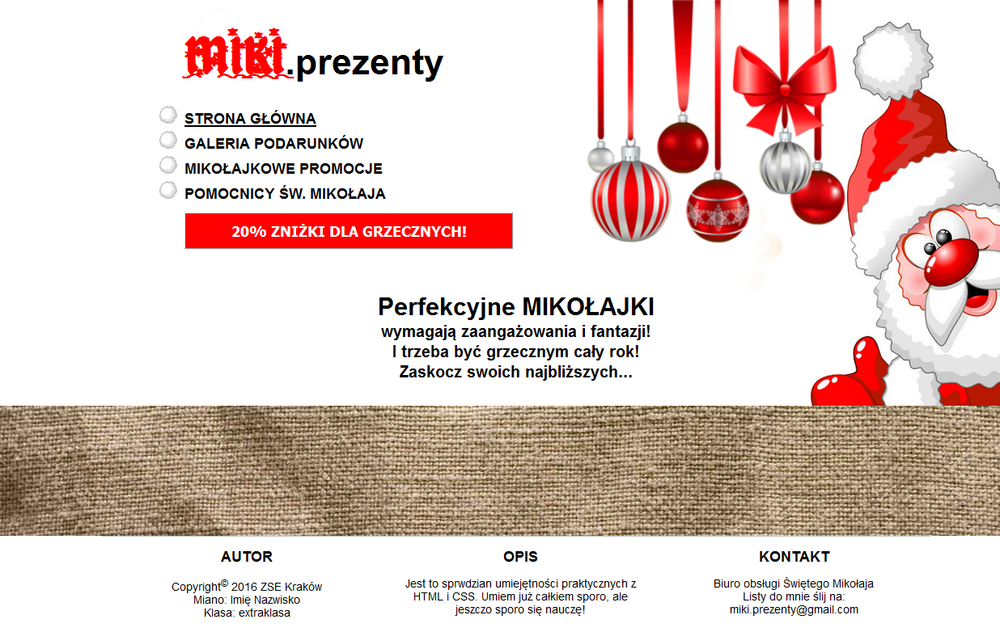 miki.prezenty
STRONA GŁÓWNA
GALERIA PODARUNKÓW
MIKOŁAJKOWE PROMOCJE
POMOCNICY ŚW. MIKOŁAJA
20% ZNIŻKI DLA GRZECZNYCH!
Perfekcyjne MIKOŁAJKI
wymagają zaangażowania i fantazji!
I trzeba być grzecznym cały rok!
Zaskocz swoich najbliższych...
AUTOR
Copyright© 2016 ZSE Kraków
Miano: Imię Nazwisko
Klasa: extraklasa
OPIS
Jest to sprwdzian umiejętności praktycznych z
HTML i CSS. Umiem już całkiem sporo, ale
jeszczo sporo się nauczę!
KONTAKT
Biuro obsługi Świętego Mikołaja
Listy do mnie ślij na:
miki.prezenty@gmail.com